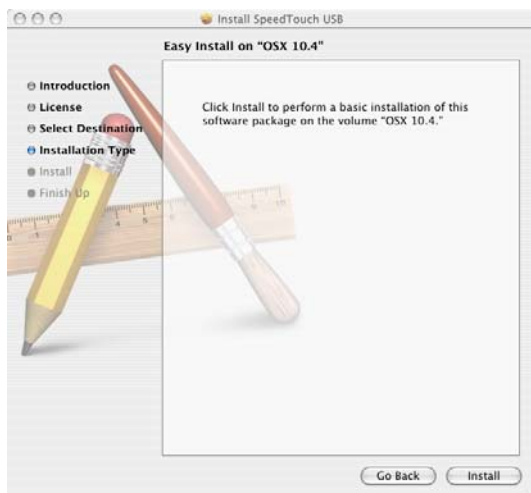 Install SpeedTouch USB
Easy Install on "OSX 10.4"
Introduction
License
Select Destination
Installation Type
Install
Finish Up
Click Install to perform a basic installation of this
software package on the volume "OSX 10.4."
Go Back
Install